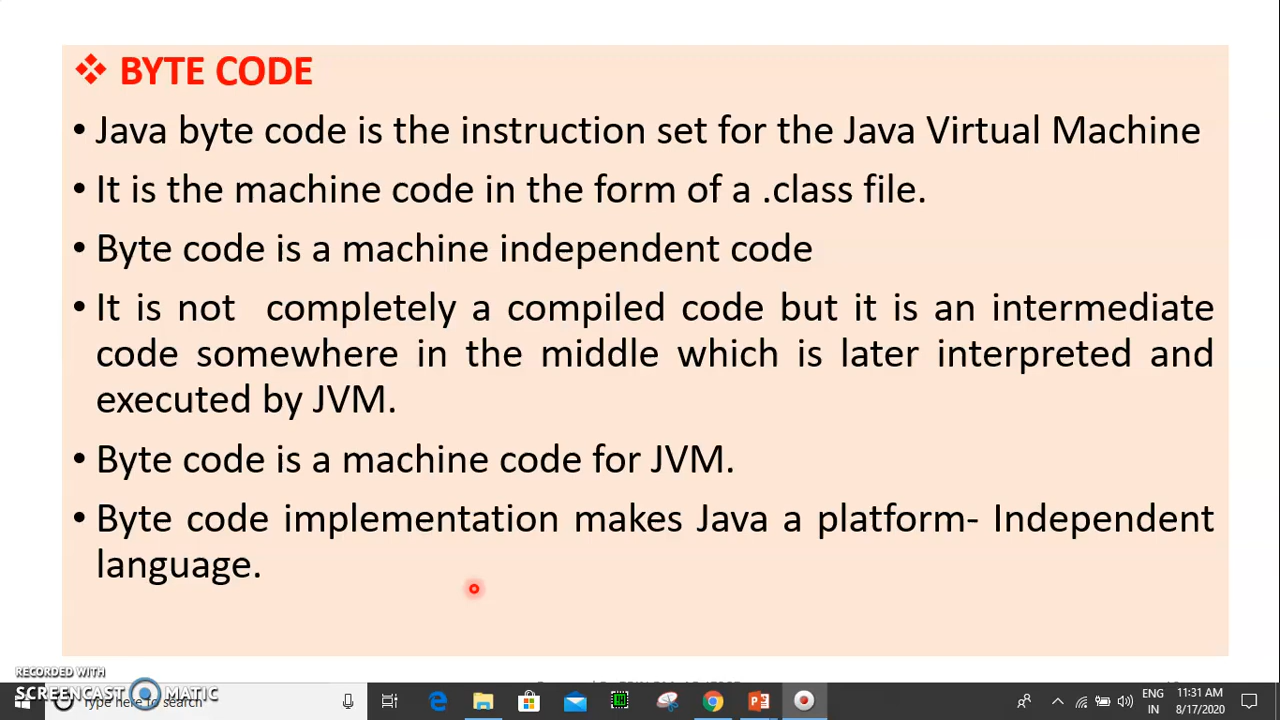 ❖ BYTE CODE
• Java byte code is the instruction set for the Java Virtual Machine
• It is the machine code in the form of a .class file.
• Byte code is a machine independent code
• It is not completely a compiled code but it is an intermediate
code somewhere in the middle which is later interpreted and
executed by JVM.
• Byte code is a machine code for JVM.
• Byte code implementation makes Java a platform- Independent
language.
RECORDED WITH
SCREENCAST MATIC
Type here to search
ENG
IN
11:31 AM
8/17/2020